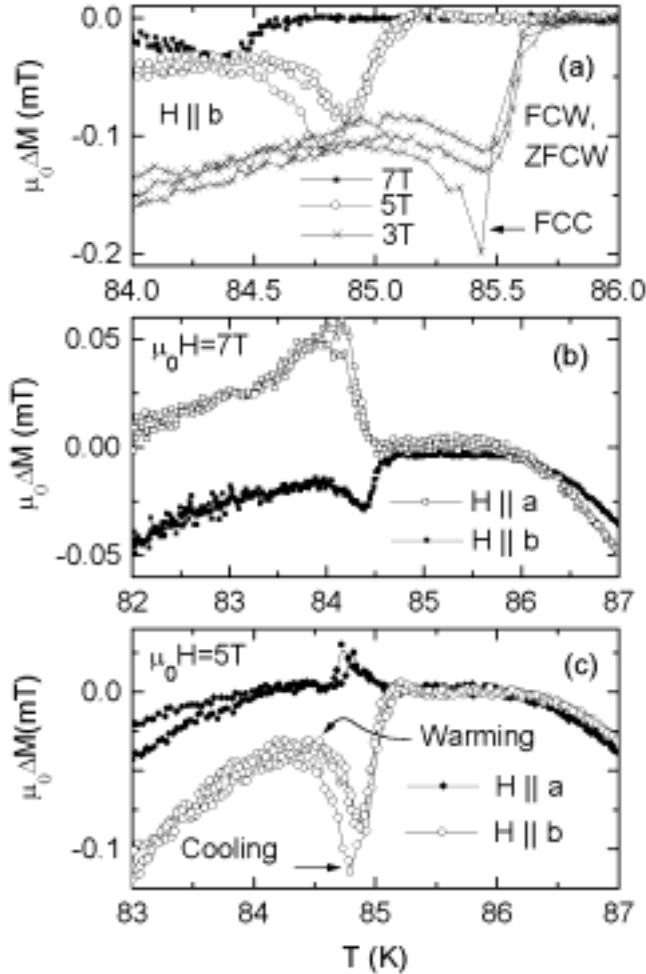 0.0
-0.1
-0.2
μ₀ΔM (mT)
(a)
H || b
FCW,
ZFCW
7T
5T
3T
FCC
84.0 84.5 85.0 85.5 86.0
0.05
0.00
-0.05
μ₀ΔM (mT)
μ₀H=7T
(b)
H || a
H || b
82 83 84 85 86 87
0.0
-0.1
μ₀ΔM(mT)
μ₀H=5T
(c)
Warming
H || a
H || b
Cooling
83 84 85 86 87
T (K)